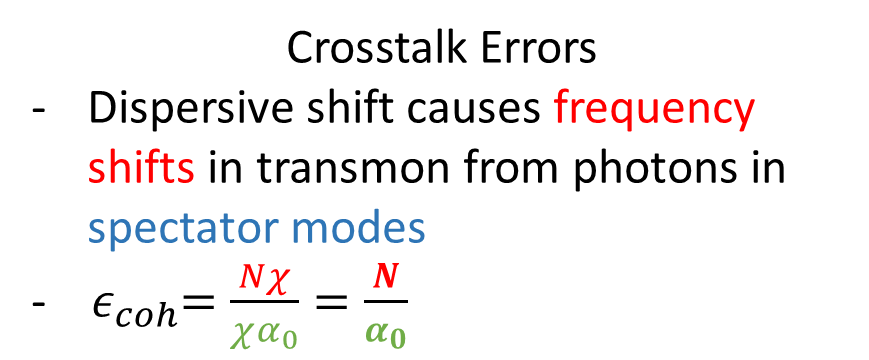 Crosstalk Errors
- Dispersive shift causes frequency
shifts in transmon from photons in
spectator modes
- ϵ_coh = Nχ/χα₀ = N/α₀